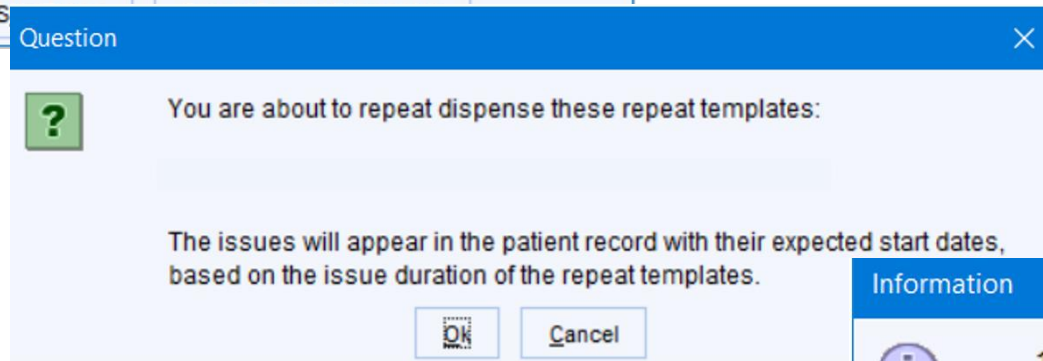 Question
You are about to repeat dispense these repeat templates:
The issues will appear in the patient record with their expected start dates,
based on the issue duration of the repeat templates.
Ok
Cancel
Information